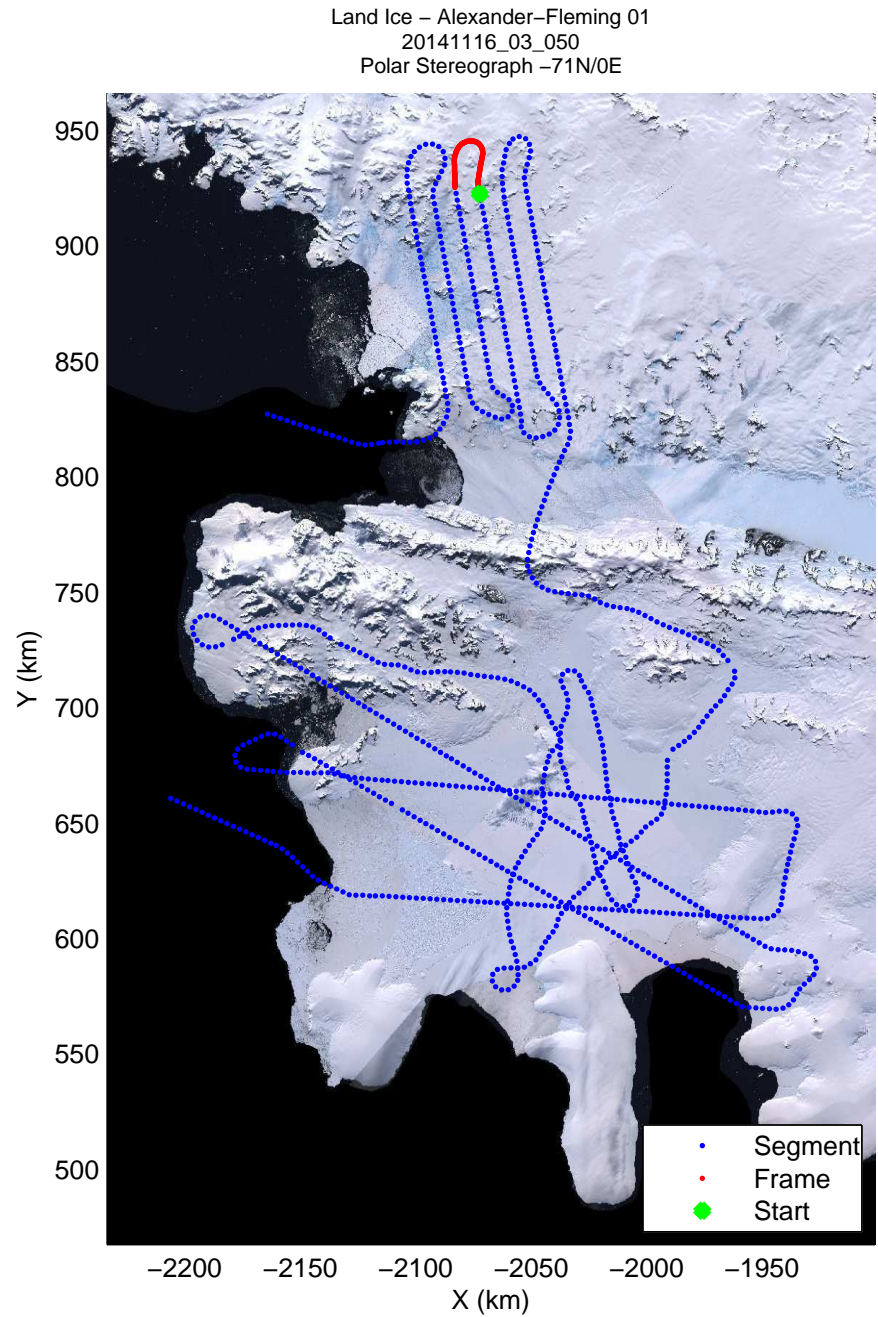 Land Ice − Alexander−Fleming 01
20141116_03_050
Polar Stereograph −71N/0E
950
900
850
800
750
700
650
600
550
500
Y (km)
Segment
Frame
Start
−2200 −2150 −2100 −2050 −2000 −1950
X (km)